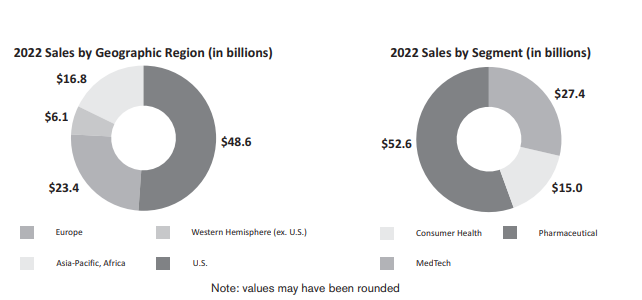 2022 Sales by Geographic Region (in billions)
$16.8
$6.1
$48.6
$23.4
Europe
Western Hemisphere (ex. U.S.)
Asia-Pacific, Africa
U.S.
2022 Sales by Segment (in billions)
$27.4
$52.6
$15.0
Consumer Health
Pharmaceutical
MedTech
Note: values may have been rounded